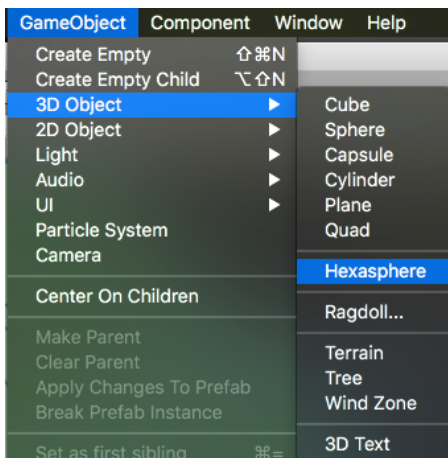 GameObject Component Window Help
Create Empty ⇧⌘N
Create Empty Child ⌥⇧N
3D Object ▶
2D Object ▶
Light ▶
Audio ▶
UI ▶
Particle System
Camera
Center On Children
Make Parent
Clear Parent
Apply Changes To Prefab
Break Prefab Instance
Set as first sibling ⌘=
Cube
Sphere
Capsule
Cylinder
Plane
Quad
Hexasphere
Ragdoll...
Terrain
Tree
Wind Zone
3D Text